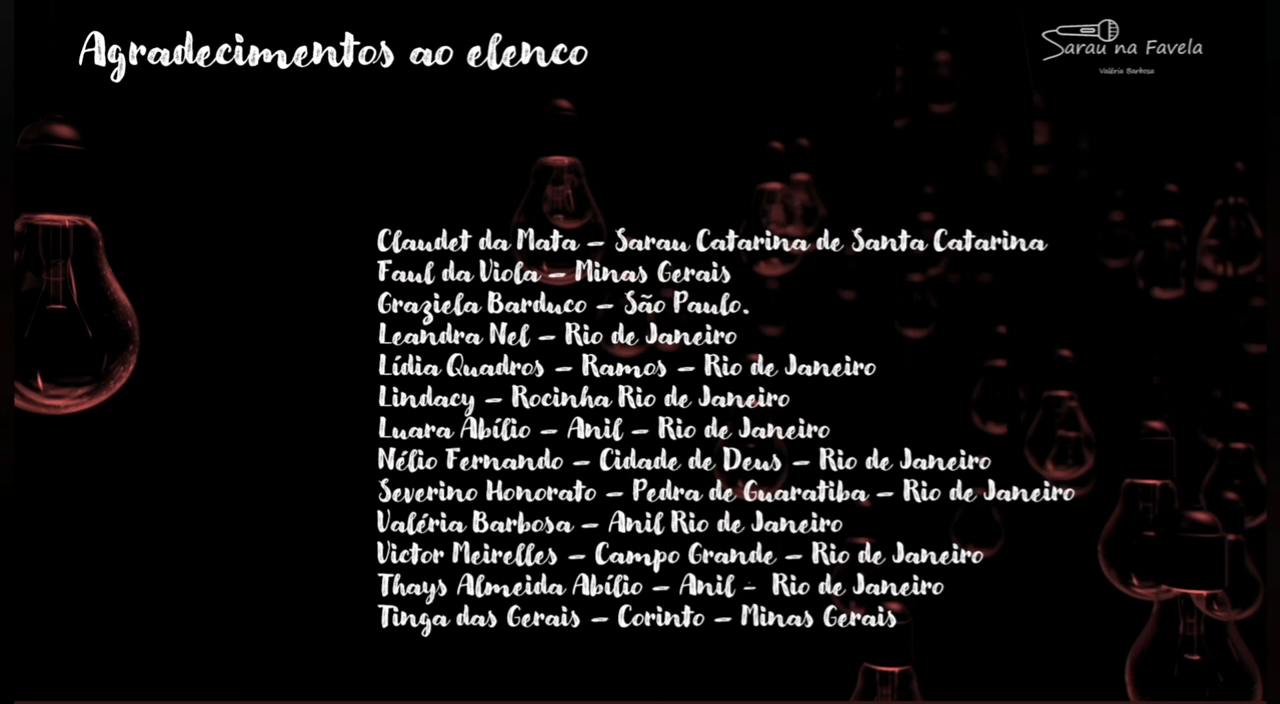 Agradecimentos ao elenco
Sarau na Favela
Valéria Barbosa
Claudet da Mata – Sarau Catarina de Santa Catarina
Faul da Viola – Minas Gerais
Graziela Barduco – São Paulo.
Leandra Nel – Rio de Janeiro
Lídia Quadros – Ramos – Rio de Janeiro
Lindacy – Rocinha Rio de Janeiro
Luara Abílio – Anil – Rio de Janeiro
Nélio Fernando – Cidade de Deus – Rio de Janeiro
Severino Honorato – Pedra de Guaratiba – Rio de Janeiro
Valéria Barbosa – Anil Rio de Janeiro
Victor Meirelles – Campo Grande – Rio de Janeiro
Thays Almeida Abílio – Anil - Rio de Janeiro
Tinga das Gerais – Corinto – Minas Gerais